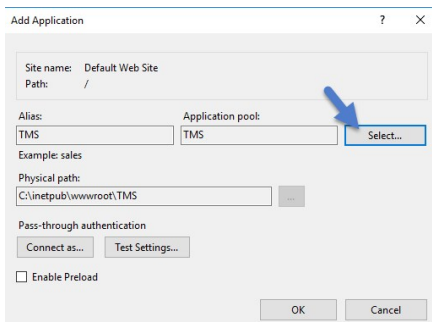 Add Application ? ×
Site name: Default Web Site
Path: /
Alias: Application pool:
TMS TMS Select...
Example: sales
Physical path:
C:\inetpub\wwwroot\TMS ...
Pass-through authentication
Connect as... Test Settings...
Enable Preload
OK Cancel